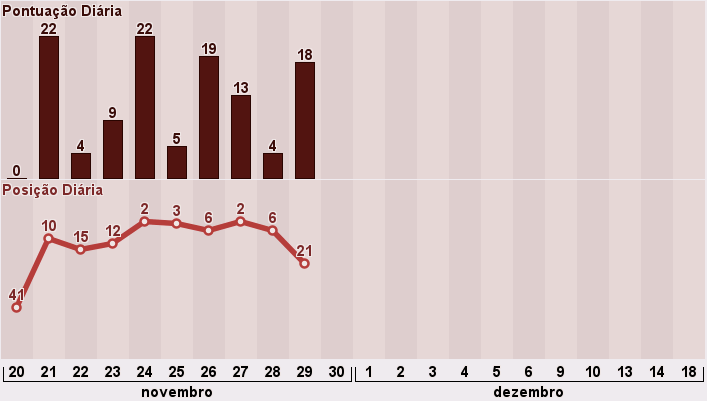 Pontuação Diária
0 22 4 9 22 5 19 13 4 18
Posição Diária
41 10 15 12 2 3 6 2 6 21
20 21 22 23 24 25 26 27 28 29 30 1 2 3 4 5 6 9 10 13 14 18
novembro dezembro